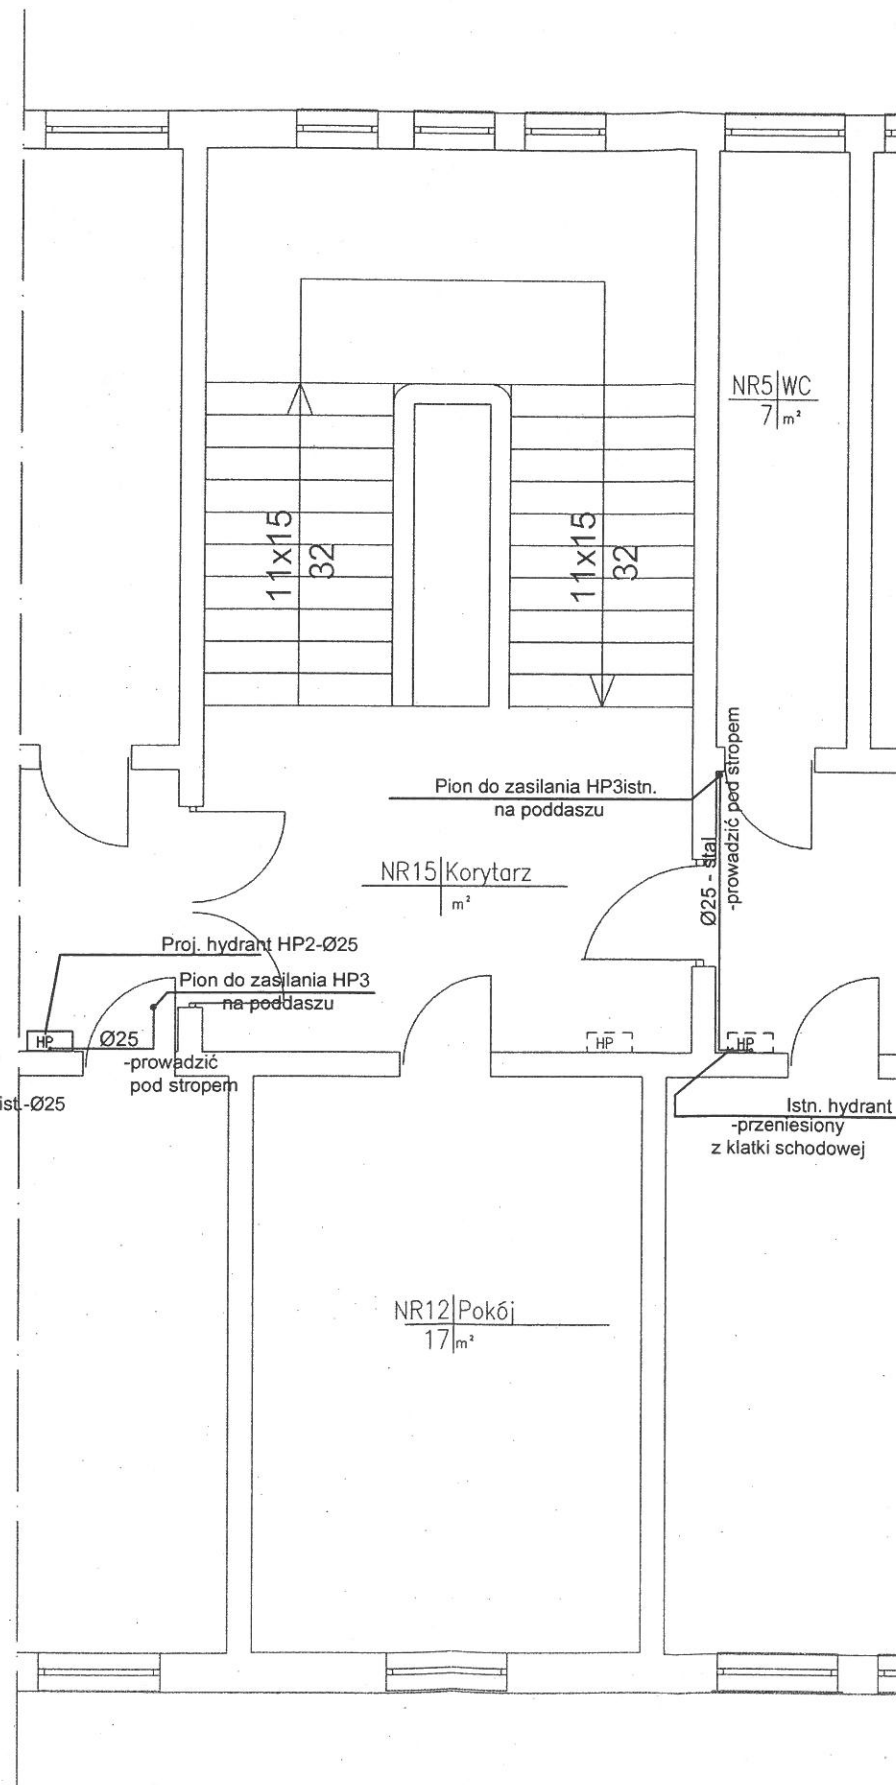 NR5 WC
7 m²
11x15
32
11x15
32
Pion do zasilania HP3istn.
na poddaszu
Ø25 - stal
-prowadzić pod stropem
NR15 Korytarz
m²
Proj. hydrant HP2-Ø25
Pion do zasilania HP3
na poddaszu
HP
Ø25
-prowadzić
pod stropem
HP
HP
ist.-Ø25
Istn. hydrant
-przeniesiony
z klatki schodowej
NR12 Pokój
17 m²